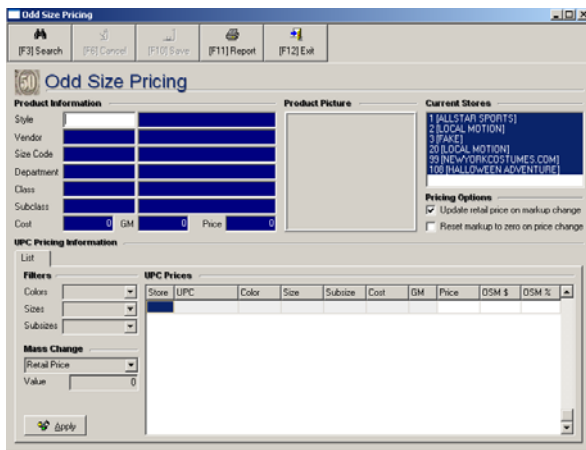 Odd Size Pricing
[F3] Search
[F6] Cancel
[F10] Save
[F11] Report
[F12] Exit
50 Odd Size Pricing
Product Information
Style
Vendor
Size Code
Department
Class
Subclass
Cost 0 GM 0 Price 0
Product Picture
Current Stores
1 [ALLSTAR SPORTS]
2 [LOCAL MOTION]
3 [FAKE]
20 [LOCAL MOTION]
99 [NEWYORKCOSTUMES.COM]
108 [HALLOWEEN ADVENTURE]
Pricing Options
Update retail price on markup change
Reset markup to zero on price change
UPC Pricing Information
List
Filters
Colors
Sizes
Subsizes
Mass Change
Retail Price
Value 0
Apply
UPC Prices
Store UPC Color Size Subsize Cost GM Price OSM $ OSM %